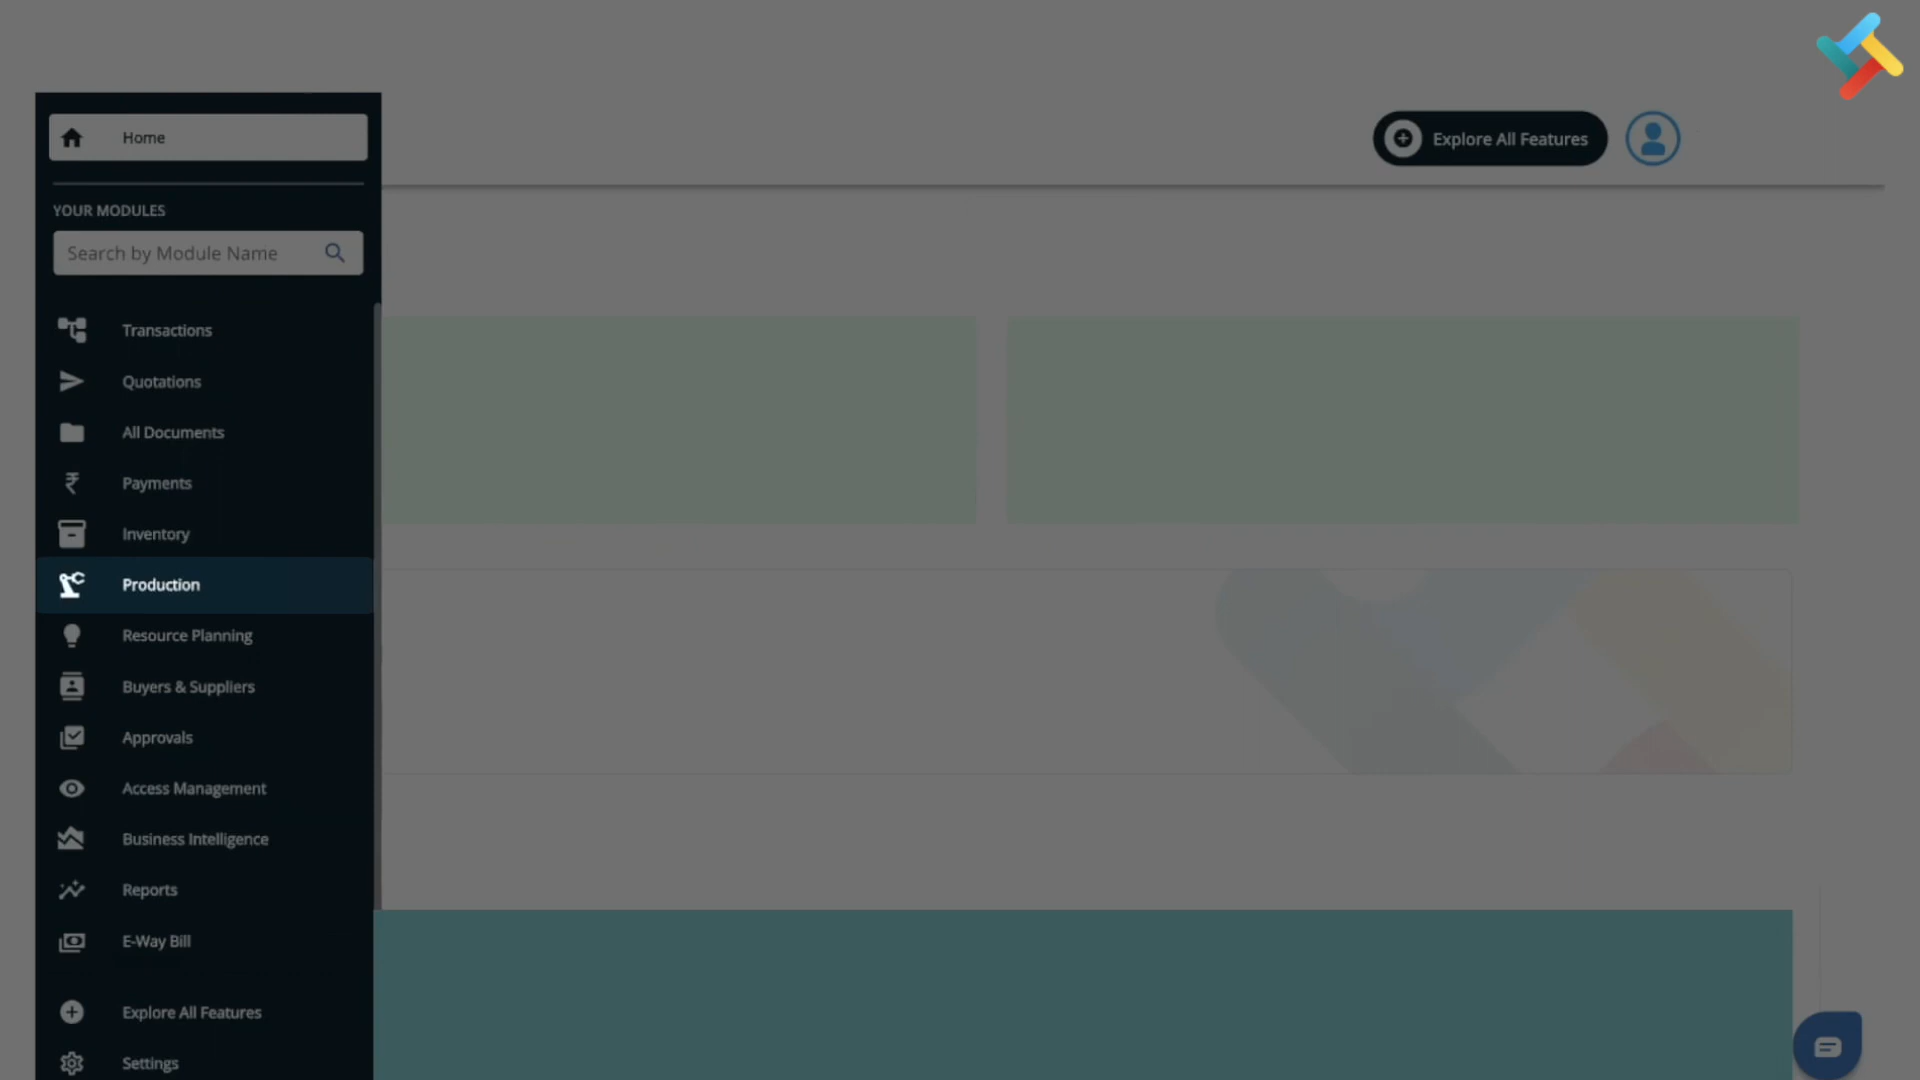 Home
Explore All Features
YOUR MODULES
Search by Module Name
Transactions
Quotations
All Documents
Payments
Inventory
Production
Resource Planning
Buyers & Suppliers
Approvals
Access Management
Business Intelligence
Reports
E-Way Bill
Explore All Features
Settings